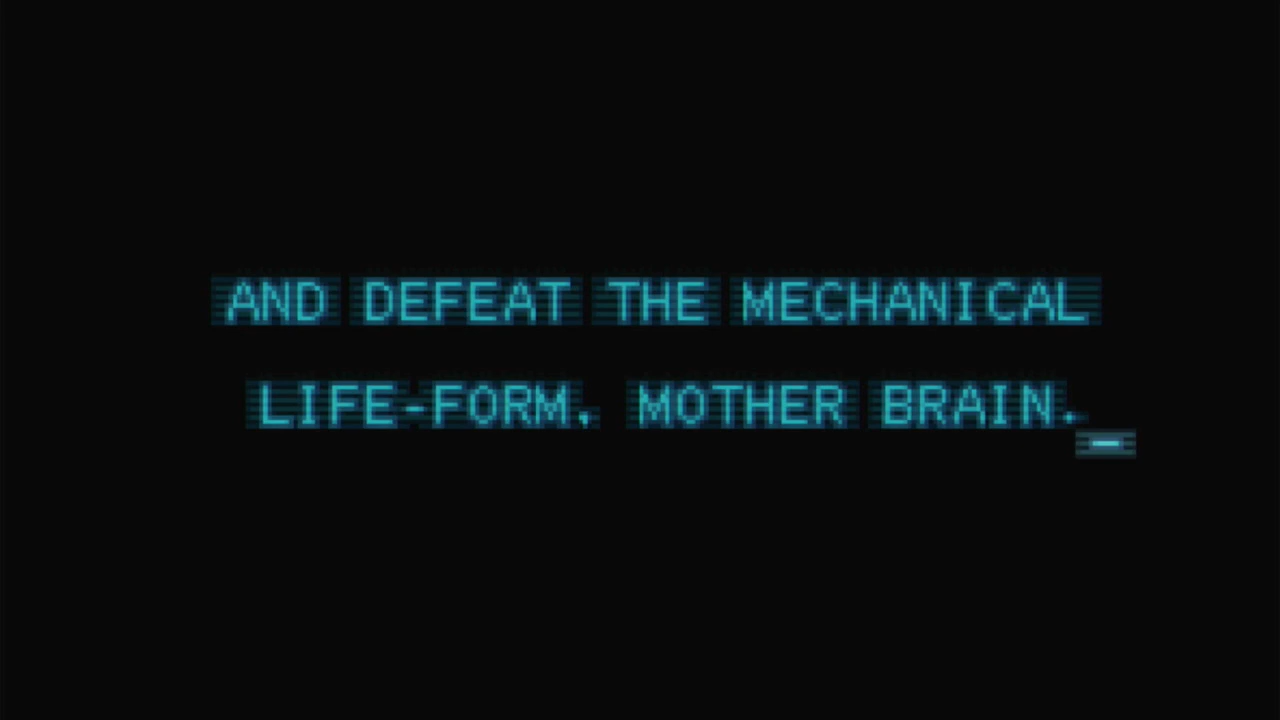 AND DEFEAT THE MECHANICAL
LIFE-FORM, MOTHER BRAIN._